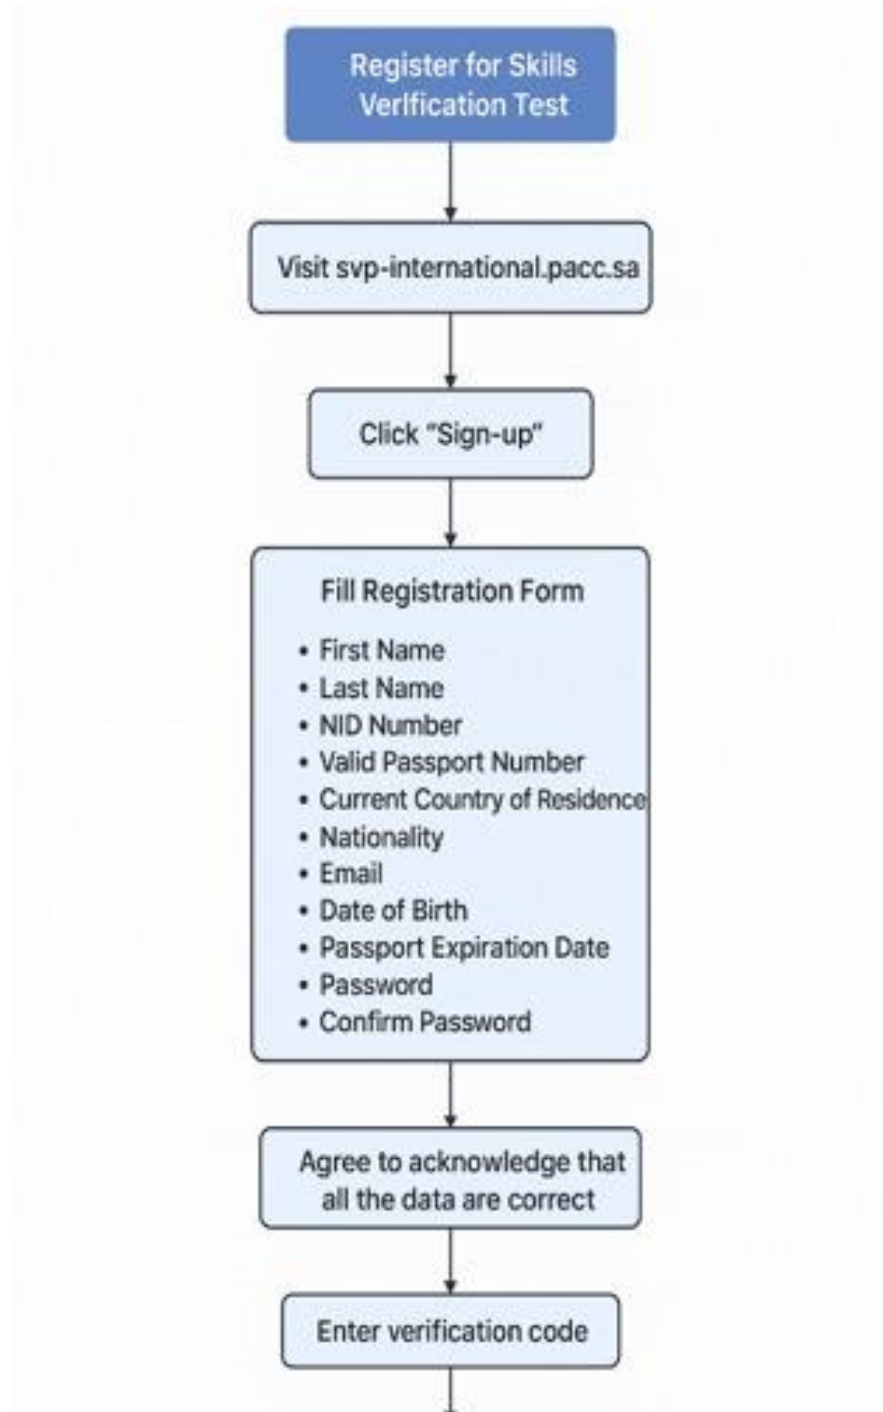 Register for Skills
Verlfication Test
Visit svp-international.pacc.sa
Click “Sign-up”
Fill Registration Form
• First Name
• Last Name
• NID Number
• Valid Passport Number
• Current Country of Residence
• Nationality
• Email
• Date of Birth
• Passport Expiration Date
• Password
• Confirm Password
Agree to acknowledge that
all the data are correct
Enter verification code